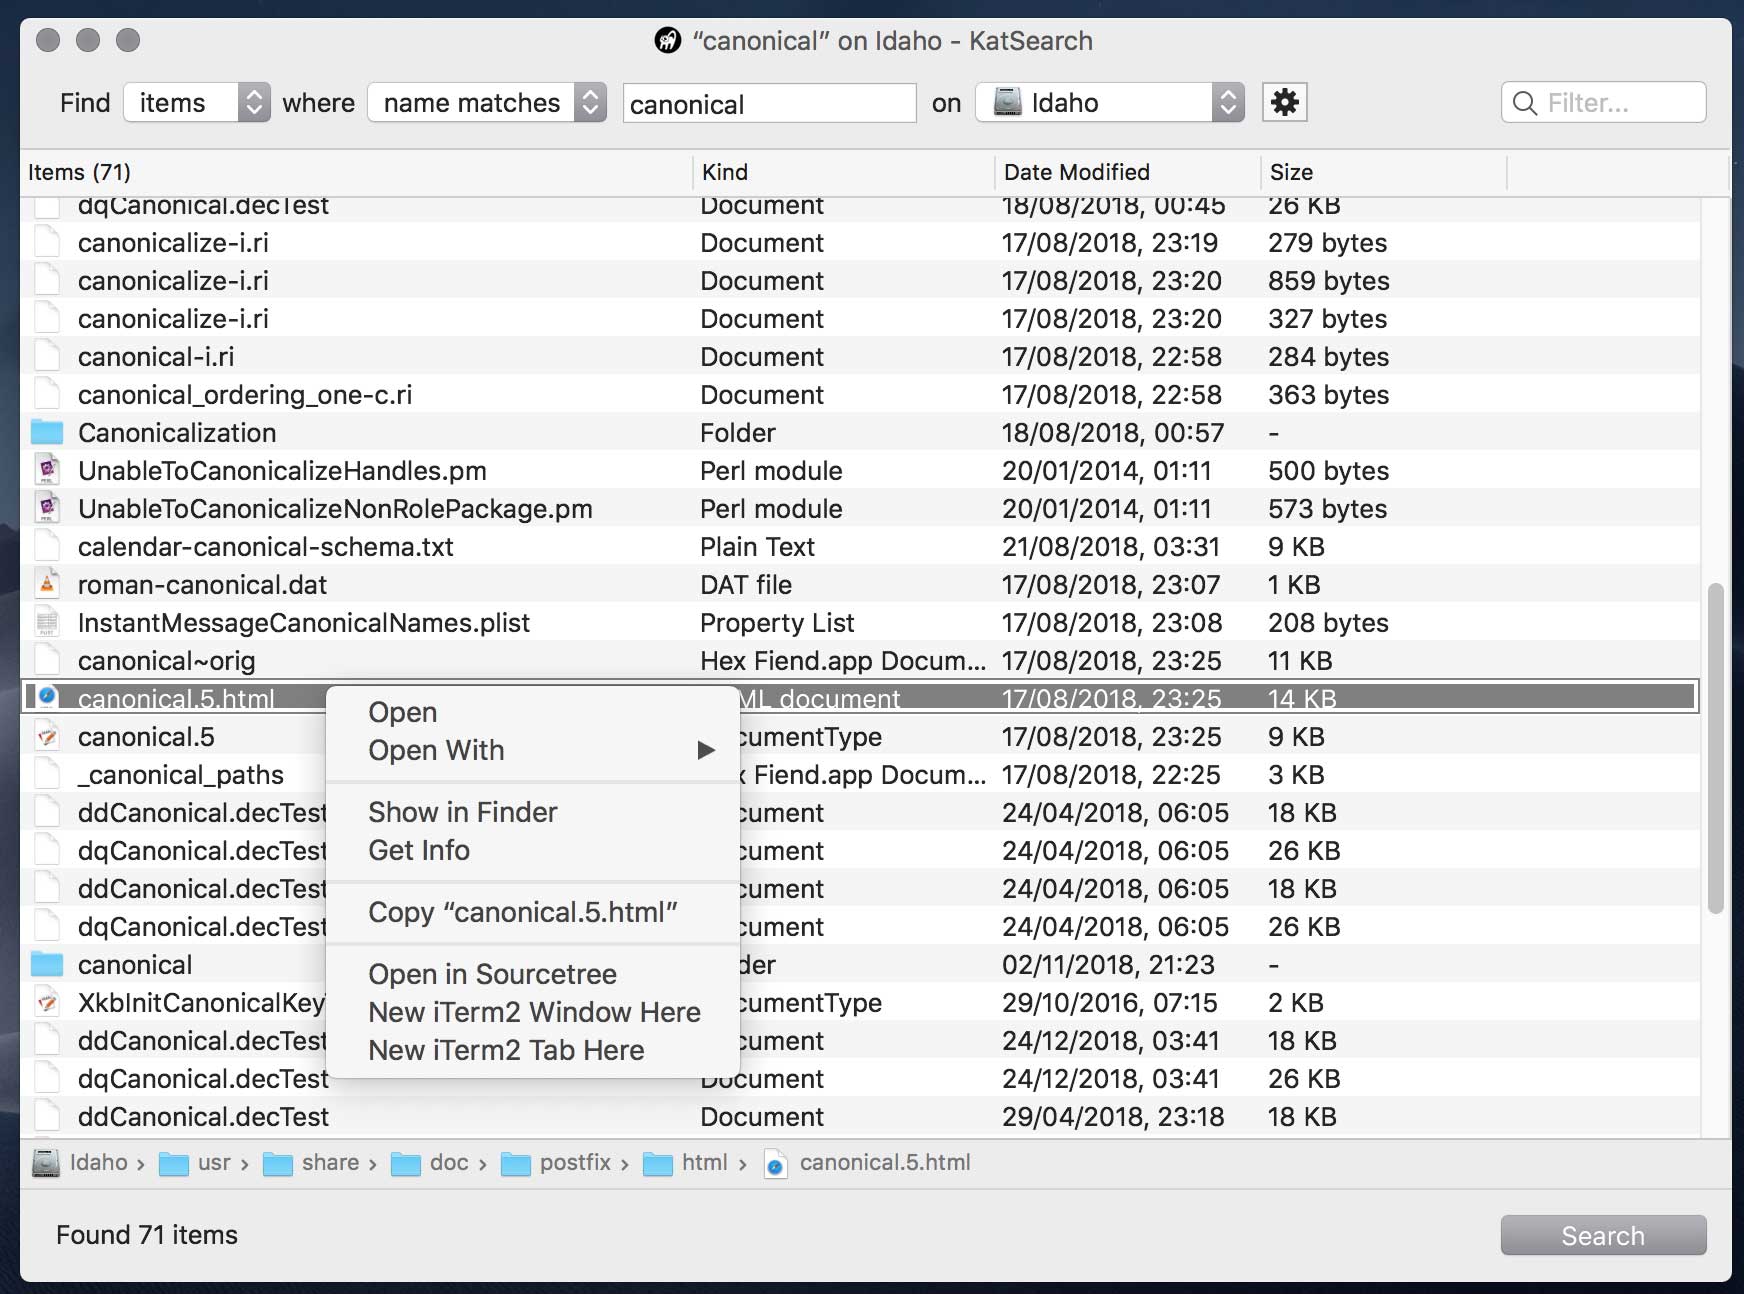 “canonical” on Idaho - KatSearch
Find items where name matches canonical on Idaho Filter...
Items (71) Kind Date Modified Size
dqCanonical.decTest Document 18/08/2018, 00:45 26 KB
canonicalize-i.ri Document 17/08/2018, 23:19 279 bytes
canonicalize-i.ri Document 17/08/2018, 23:20 859 bytes
canonicalize-i.ri Document 17/08/2018, 23:20 327 bytes
canonical-i.ri Document 17/08/2018, 22:58 284 bytes
canonical_ordering_one-c.ri Document 17/08/2018, 22:58 363 bytes
Canonicalization Folder 18/08/2018, 00:57 -
UnableToCanonicalizeHandles.pm Perl module 20/01/2014, 01:11 500 bytes
UnableToCanonicalizeNonRolePackage.pm Perl module 20/01/2014, 01:11 573 bytes
calendar-canonical-schema.txt Plain Text 21/08/2018, 03:31 9 KB
roman-canonical.dat DAT file 17/08/2018, 23:07 1 KB
InstantMessageCanonicalNames.plist Property List 17/08/2018, 23:08 208 bytes
canonical~orig Hex Fiend.app Docum... 17/08/2018, 23:25 11 KB
canonical.5.html ML document 17/08/2018, 23:25 14 KB
Open
canonical.5 cumentType 17/08/2018, 23:25 9 KB
Open With
_canonical_paths x Fiend.app Docum... 17/08/2018, 22:25 3 KB
ddCanonical.decTest cument 24/04/2018, 06:05 18 KB
Show in Finder
dqCanonical.decTest cument 24/04/2018, 06:05 26 KB
Get Info
ddCanonical.decTest cument 24/04/2018, 06:05 18 KB
Copy “canonical.5.html”
dqCanonical.decTest cument 24/04/2018, 06:05 26 KB
canonical der 02/11/2018, 21:23 -
Open in Sourcetree
XkbInitCanonicalKey cumentType 29/10/2016, 07:15 2 KB
New iTerm2 Window Here
ddCanonical.decTest cument 24/12/2018, 03:41 18 KB
New iTerm2 Tab Here
dqCanonical.decTest Document 24/12/2018, 03:41 26 KB
ddCanonical.decTest Document 29/04/2018, 23:18 18 KB
Idaho › usr › share › doc › postfix › html › canonical.5.html
Found 71 items Search